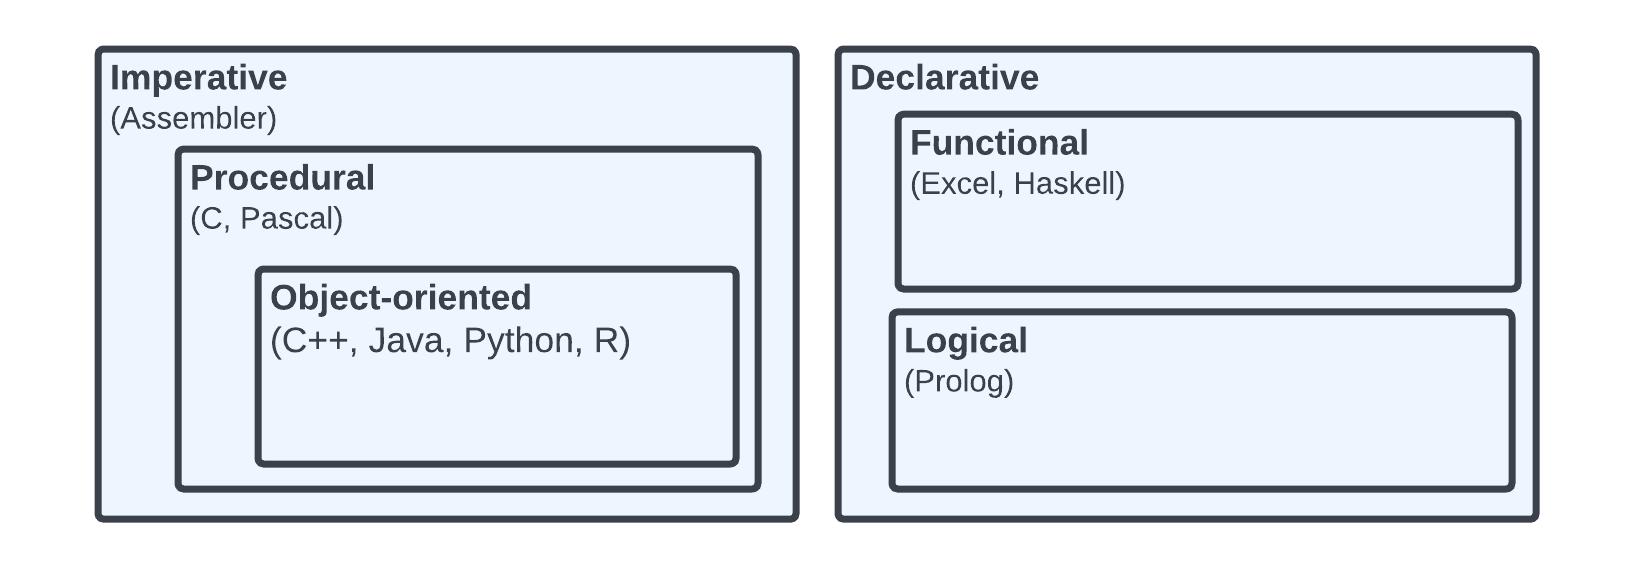 Imperative
(Assembler)
Procedural
(C, Pascal)
Object-oriented
(C++, Java, Python, R)
Declarative
Functional
(Excel, Haskell)
Logical
(Prolog)